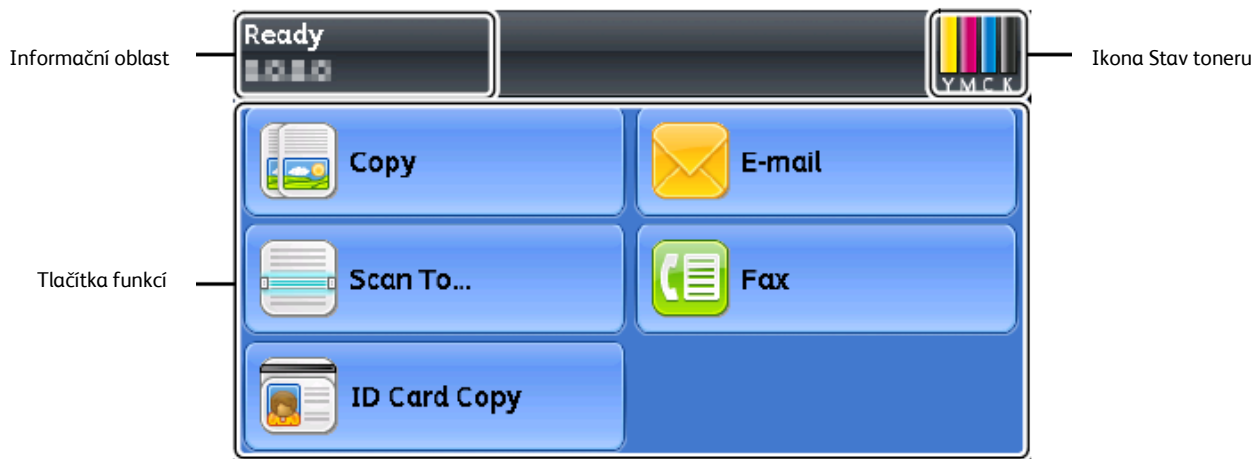 Informační oblast
Ready
Ikona Stav toneru
Y M C K
Copy
E-mail
Tlačítka funkcí
Scan To...
Fax
ID Card Copy